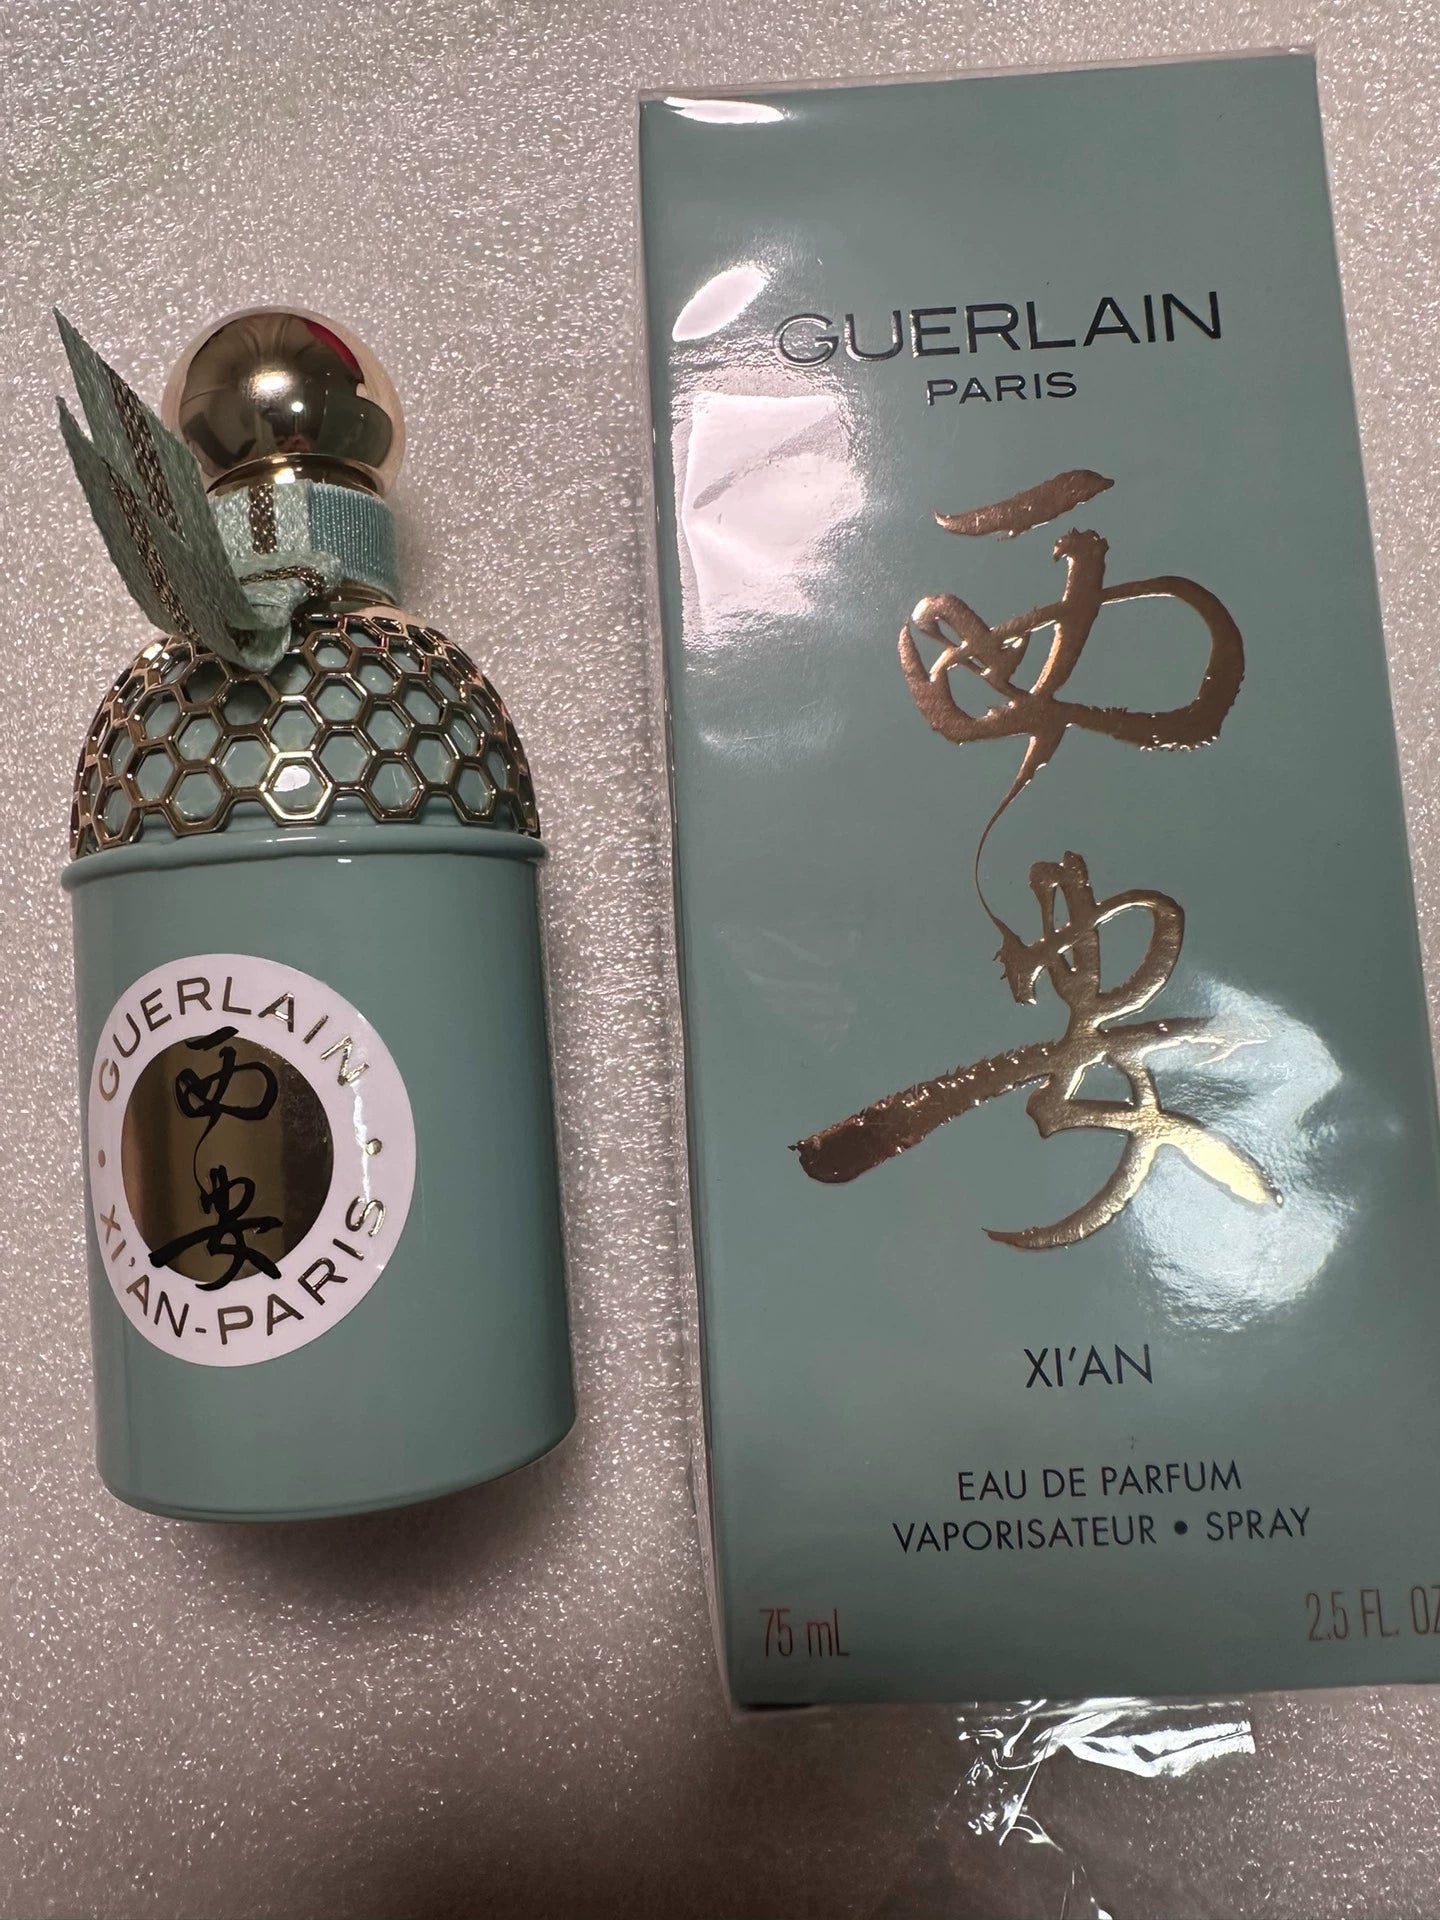 GUERLAIN
西安
XI'AN-PARIS
GUERLAIN
PARIS
西安
XI'AN
EAU DE PARFUM
VAPORISATEUR • SPRAY
75 mL 2.5 FL. OZ